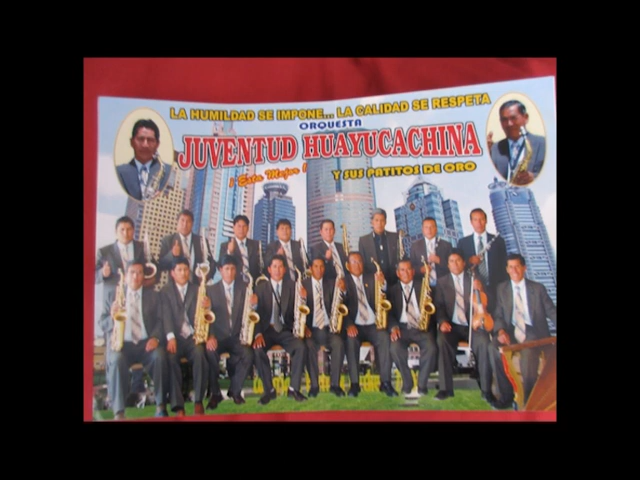 LA HUMILDAD SE IMPONE... LA CALIDAD SE RESPETA
ORQUESTA
JUVENTUD HUAYUCACHINA
¡ Esta Mejor !
Y SUS PATITOS DE ORO